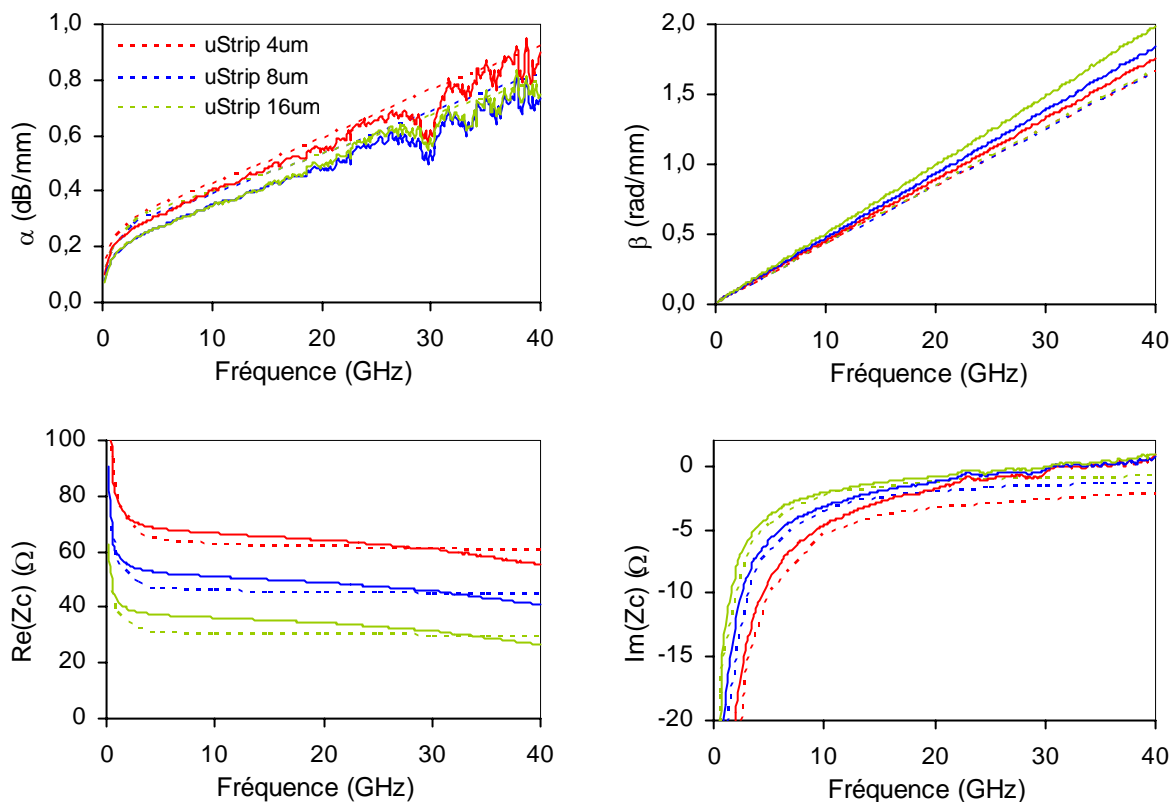 1,0
0,8
0,6
0,4
0,2
0,0
α (dB/mm)
uStrip 4um
uStrip 8um
uStrip 16um
0 10 20 30 40
Fréquence (GHz)
2,0
1,5
1,0
0,5
0,0
β (rad/mm)
0 10 20 30 40
Fréquence (GHz)
100
80
60
40
20
0
Re(Zc) (Ω)
0 10 20 30 40
Fréquence (GHz)
0
-5
-10
-15
-20
Im(Zc) (Ω)
0 10 20 30 40
Fréquence (GHz)